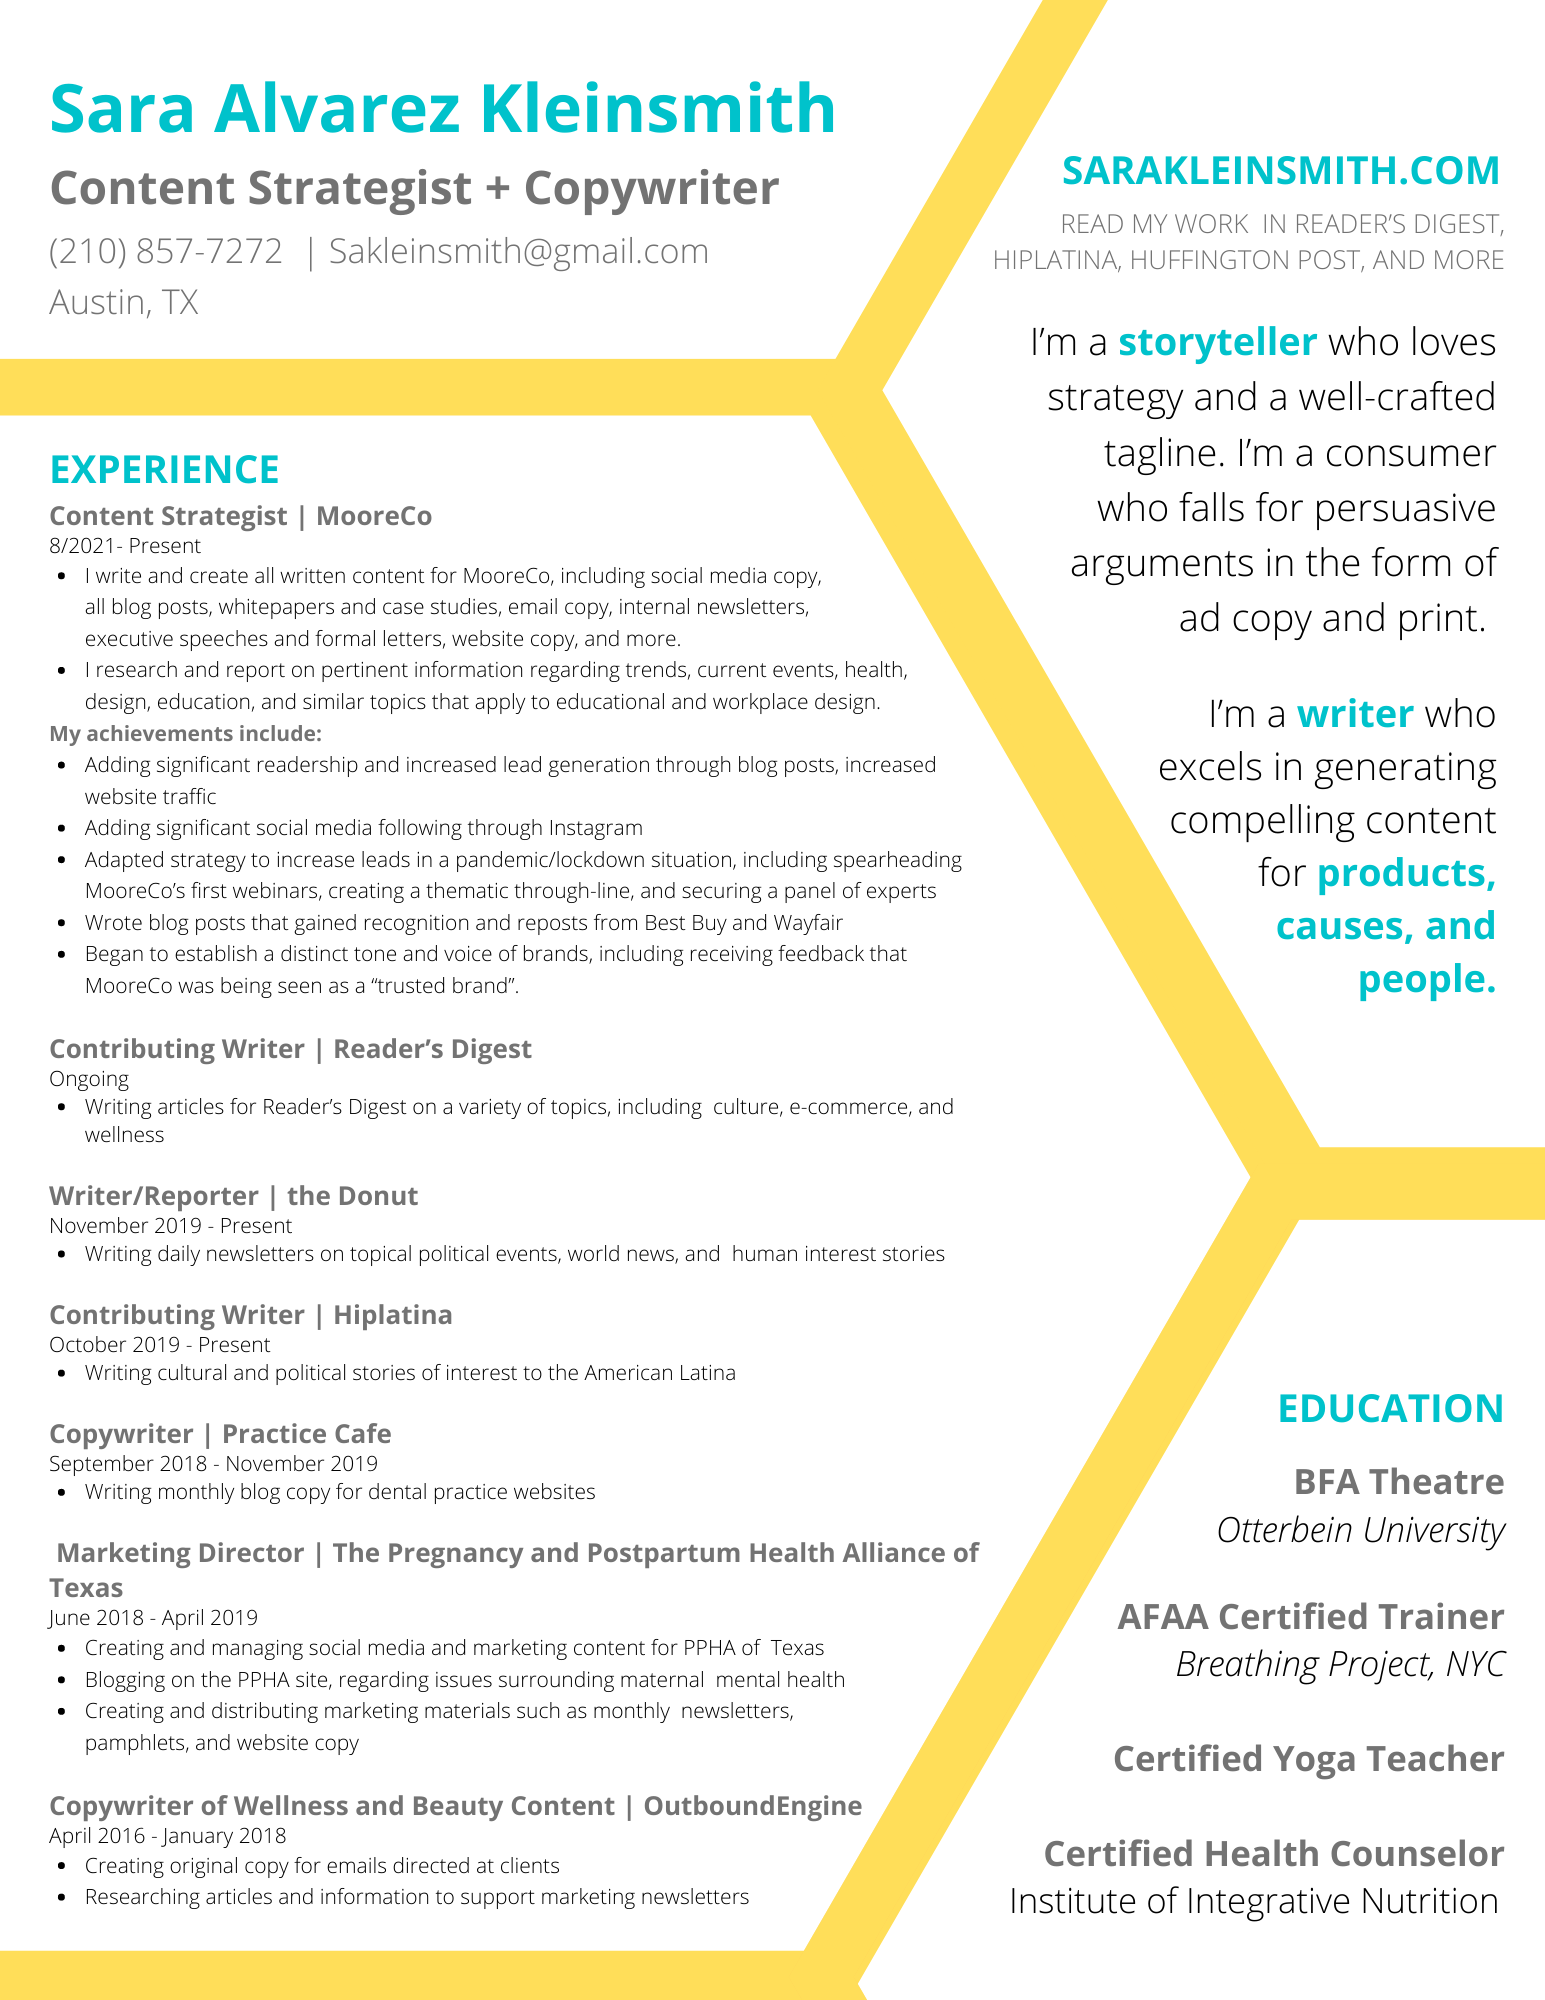 Sara Alvarez Kleinsmith
Content Strategist + Copywriter
(210) 857-7272 | Sakleinsmith@gmail.com
Austin, TX
SARAKLEINSMITH.COM
READ MY WORK IN READER'S DIGEST,
HIPLATINA, HUFFINGTON POST, AND MORE
I'm a storyteller who loves
strategy and a well-crafted
tagline. I'm a consumer
who falls for persuasive
arguments in the form of
ad copy and print.
I'm a writer who
excels in generating
compelling content
for products,
causes, and
people.
EXPERIENCE
Content Strategist | MooreCo
8/2021- Present
• I write and create all written content for MooreCo, including social media copy,
all blog posts, whitepapers and case studies, email copy, internal newsletters,
executive speeches and formal letters, website copy, and more.
• I research and report on pertinent information regarding trends, current events, health,
design, education, and similar topics that apply to educational and workplace design.
My achievements include:
• Adding significant readership and increased lead generation through blog posts, increased
website traffic
• Adding significant social media following through Instagram
• Adapted strategy to increase leads in a pandemic/lockdown situation, including spearheading
MooreCo's first webinars, creating a thematic through-line, and securing a panel of experts
• Wrote blog posts that gained recognition and reposts from Best Buy and Wayfair
• Began to establish a distinct tone and voice of brands, including receiving feedback that
MooreCo was being seen as a “trusted brand”.
Contributing Writer | Reader's Digest
Ongoing
• Writing articles for Reader's Digest on a variety of topics, including culture, e-commerce, and
wellness
Writer/Reporter | the Donut
November 2019 - Present
• Writing daily newsletters on topical political events, world news, and human interest stories
Contributing Writer | Hiplatina
October 2019 - Present
• Writing cultural and political stories of interest to the American Latina
Copywriter | Practice Cafe
September 2018 - November 2019
• Writing monthly blog copy for dental practice websites
Marketing Director | The Pregnancy and Postpartum Health Alliance of
Texas
June 2018 - April 2019
• Creating and managing social media and marketing content for PPHA of Texas
• Blogging on the PPHA site, regarding issues surrounding maternal mental health
• Creating and distributing marketing materials such as monthly newsletters,
pamphlets, and website copy
Copywriter of Wellness and Beauty Content | OutboundEngine
April 2016 - January 2018
• Creating original copy for emails directed at clients
• Researching articles and information to support marketing newsletters
EDUCATION
BFA Theatre
Otterbein University
AFAA Certified Trainer
Breathing Project, NYC
Certified Yoga Teacher
Certified Health Counselor
Institute of Integrative Nutrition